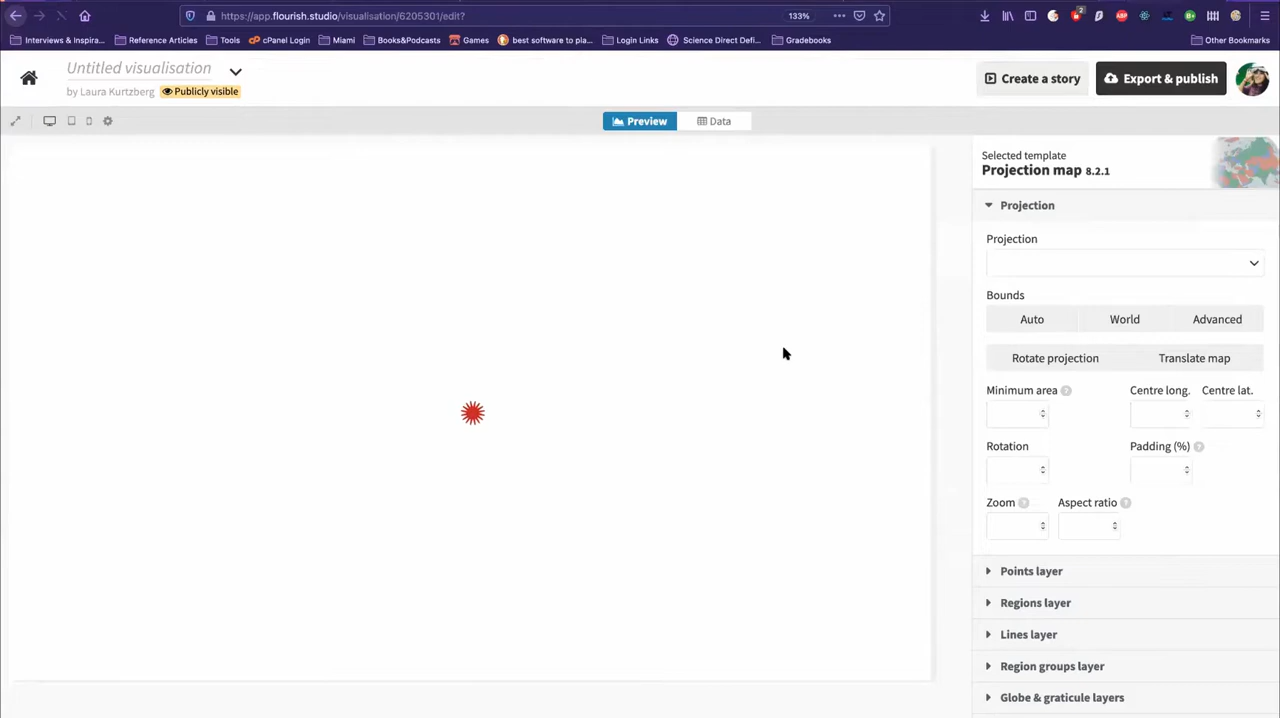 https://app.flourish.studio/visualisation/6205301/edit?
133%
2
ABP
Interviews & Inspira...
Reference Articles
Tools
cPanel Login
Miami
Books&Podcasts
Games
best software to pla...
Login Links
Science Direct Defi...
Gradebooks
Other Bookmarks
Untitled visualisation
by Laura Kurtzberg
Publicly visible
Create a story
Export & publish
Preview
Data
Selected template
Projection map 8.2.1
Projection
Projection
Bounds
Auto World Advanced
Rotate projection Translate map
Minimum area ? Centre long. Centre lat.
Rotation Padding (%) ?
Zoom ? Aspect ratio ?
Points layer
Regions layer
Lines layer
Region groups layer
Globe & graticule layers